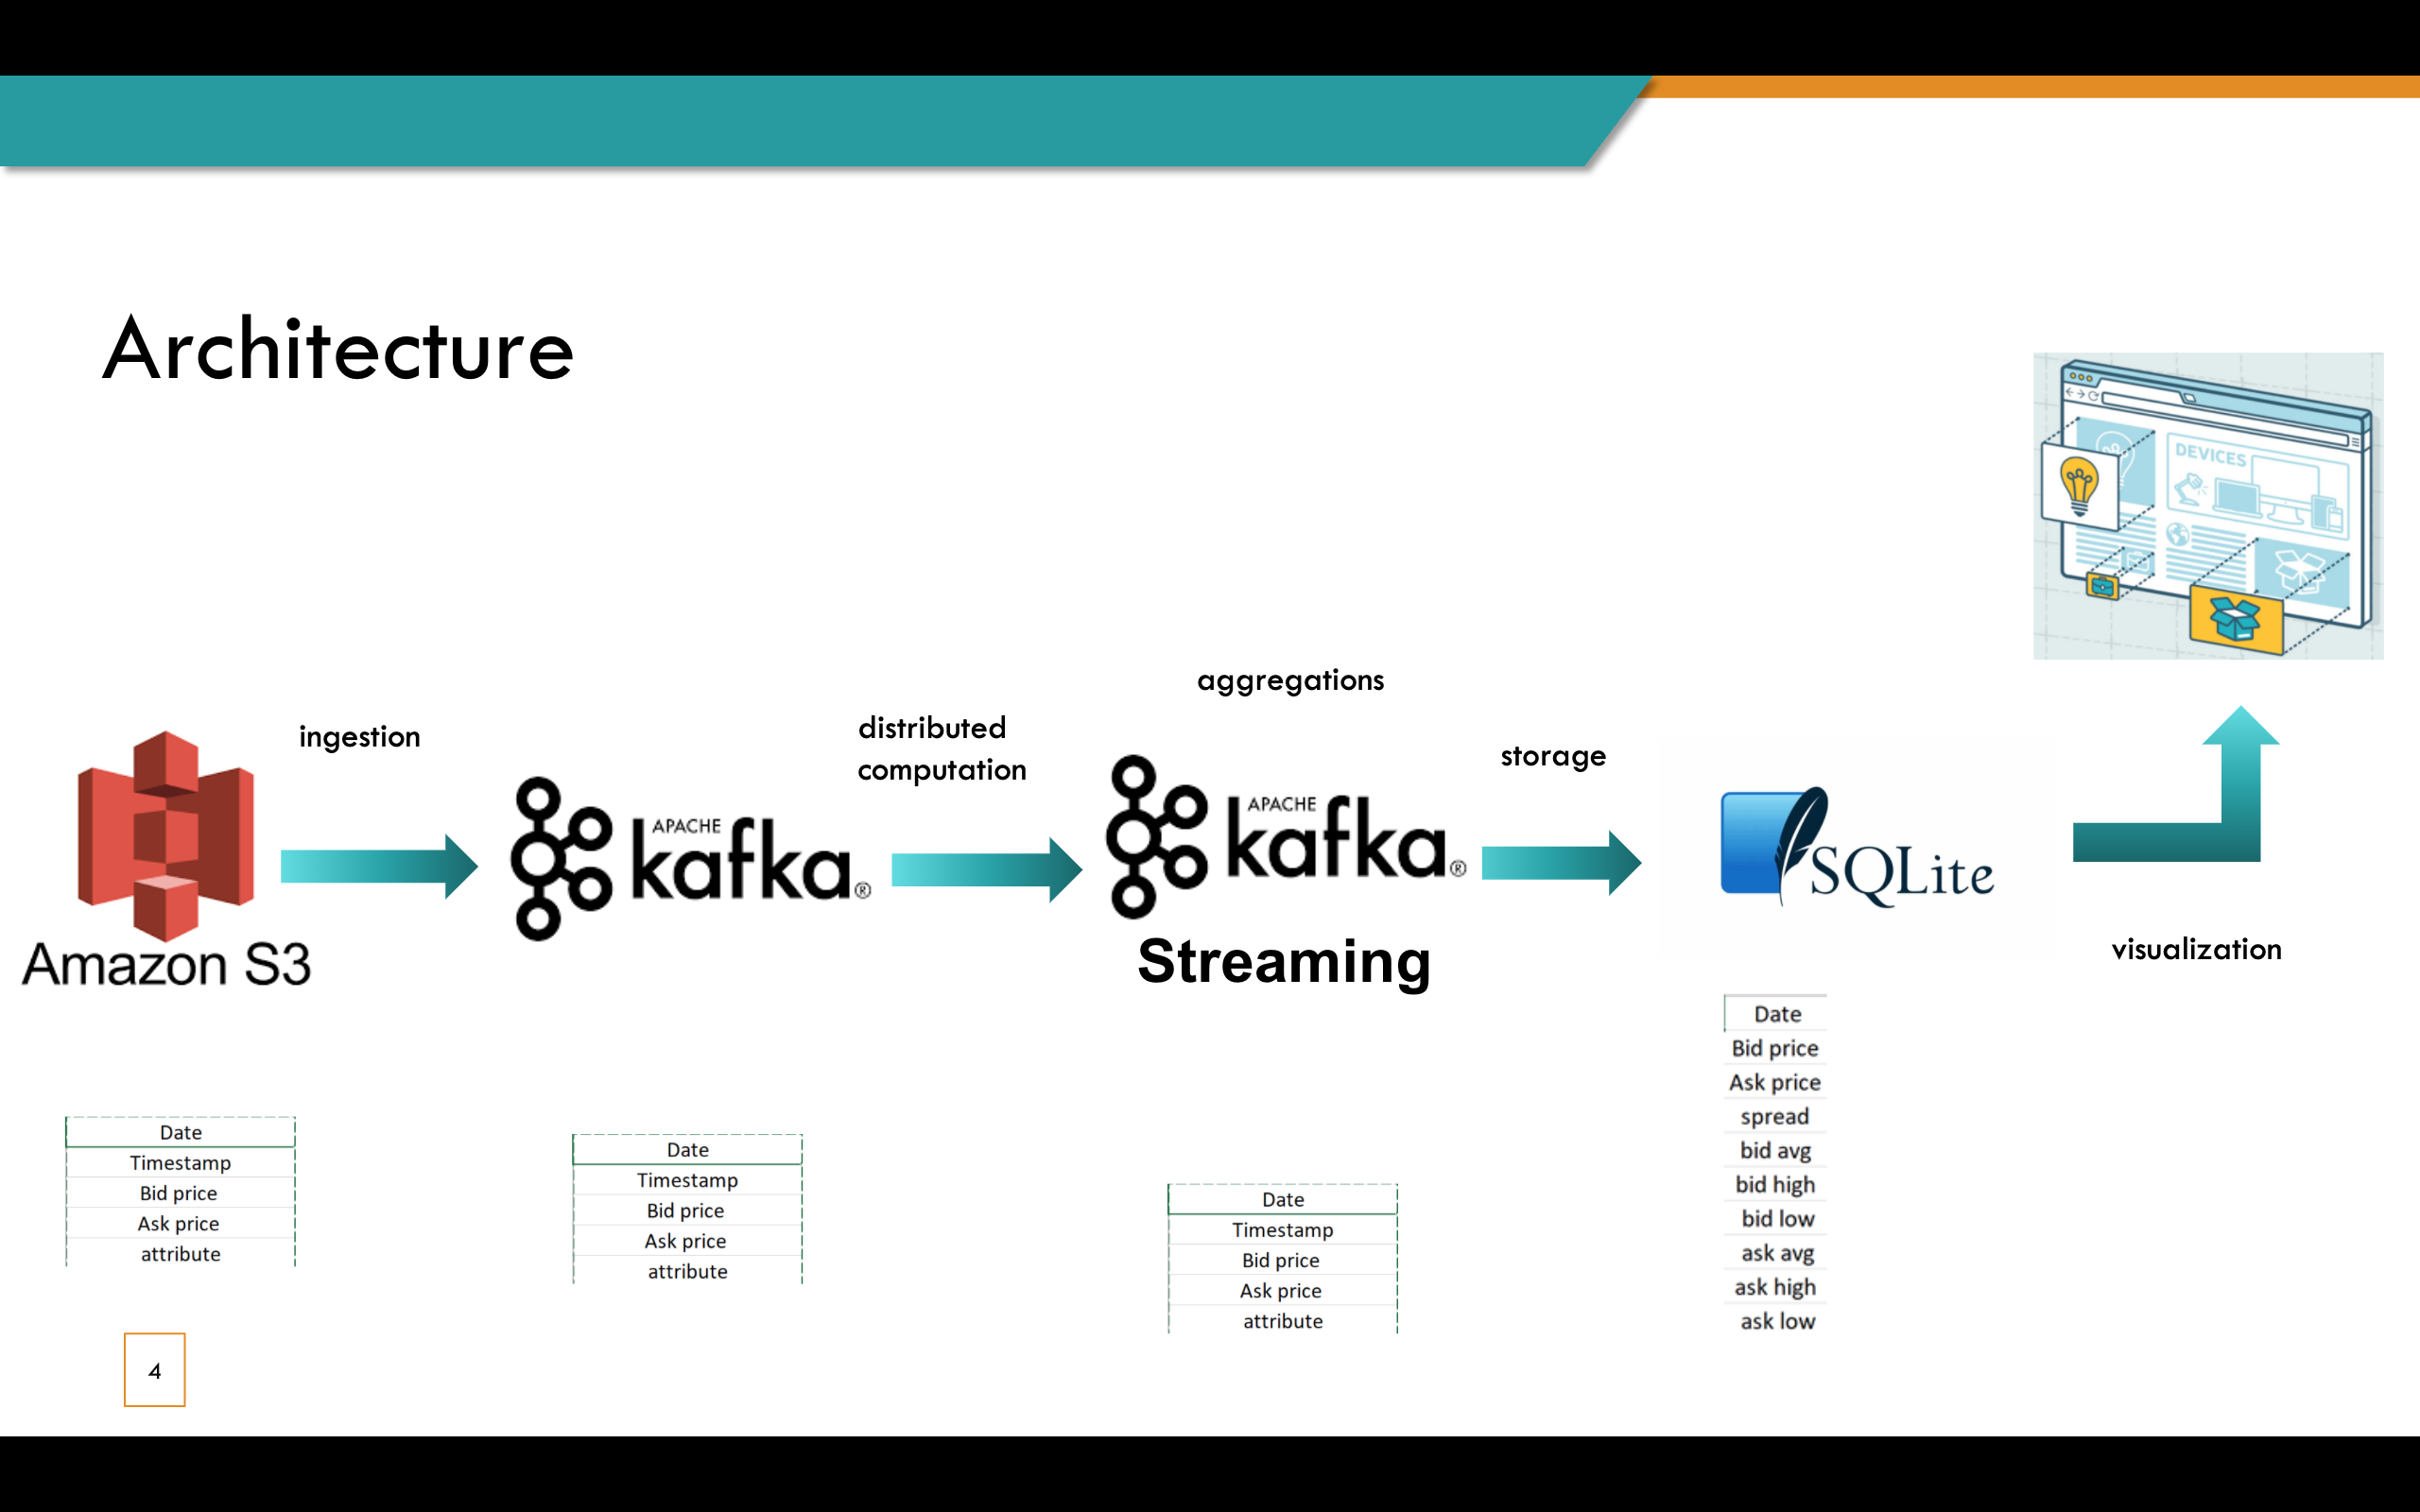 Architecture
DEVICES
aggregations
ingestion
distributed
computation
storage
APACHE
kafka®
APACHE
kafka®
SQLite
Amazon S3
Streaming
visualization
Date
Timestamp
Bid price
Ask price
attribute
Date
Timestamp
Bid price
Ask price
attribute
Date
Timestamp
Bid price
Ask price
attribute
Date
Bid price
Ask price
spread
bid avg
bid high
bid low
ask avg
ask high
ask low
4